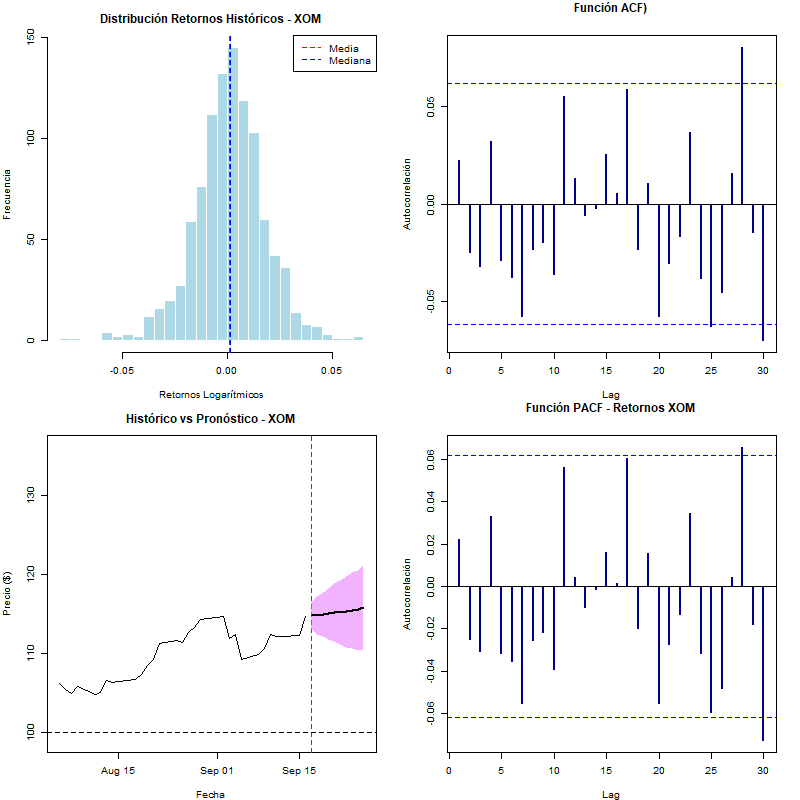 Distribución Retornos Históricos - XOM
Frecuencia
150
100
50
0
Media
Mediana
-0.05
0.00
0.05
Retornos Logarítmicos
Función ACF)
Autocorrelación
0.05
0.00
-0.05
0
5
10
15
20
25
30
Lag
Histórico vs Pronóstico - XOM
Precio ($)
130
120
110
100
Aug 15
Sep 01
Sep 15
Fecha
Función PACF - Retornos XOM
Autocorrelación
0.06
0.04
0.02
0.00
-0.02
-0.04
-0.06
0
5
10
15
20
25
30
Lag